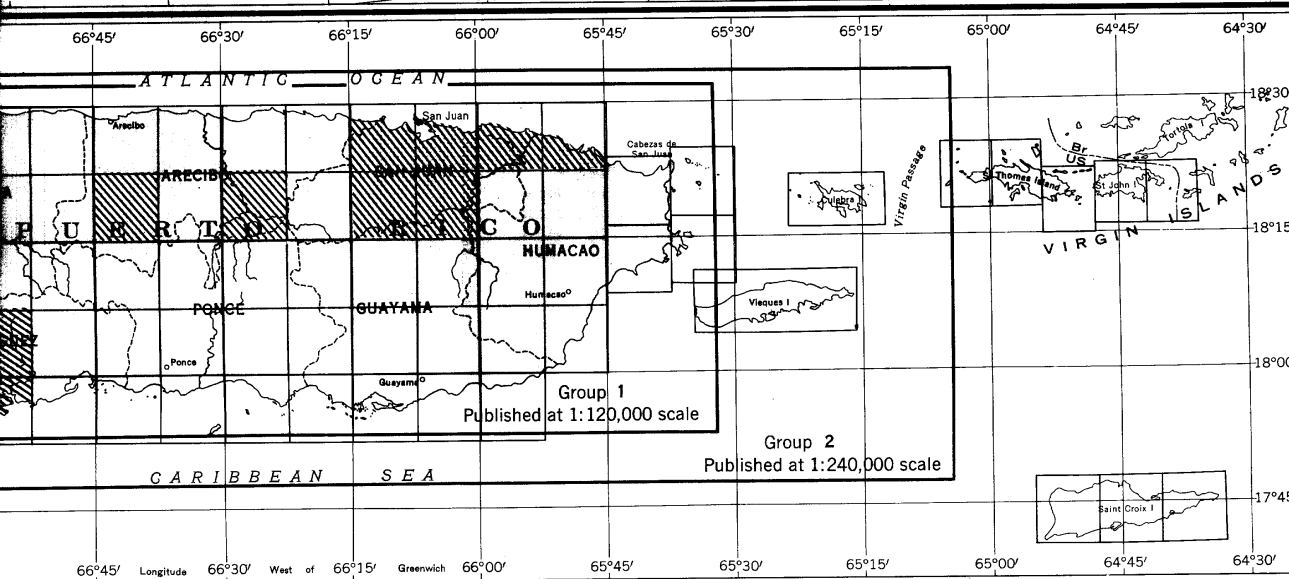 66°45′ 66°30′ 66°15′ 66°00′ 65°45′ 65°30′ 65°15′ 65°00′ 64°45′ 64°30′
ATLANTIC OCEAN
18°30
San Juan
Arecibo
Cabezas de
San Juan
Tortola I
Br
US
ARECIBO
SAN JUAN
Thomas Island
St John I
Culebra
Virgin Passage
PUERTO RICO
VIRGIN ISLANDS
18°15′
HUMACAO
Humacao
Vieques I
PONCE
GUAYAMA
Ponce
18°00′
Guayama
Group 1
Published at 1:120,000 scale
Group 2
Published at 1:240,000 scale
CARIBBEAN SEA
17°45′
Saint Croix I
66°45′ Longitude 66°30′ West of 66°15′ Greenwich 66°00′ 65°45′ 65°30′ 65°15′ 65°00′ 64°45′ 64°30′